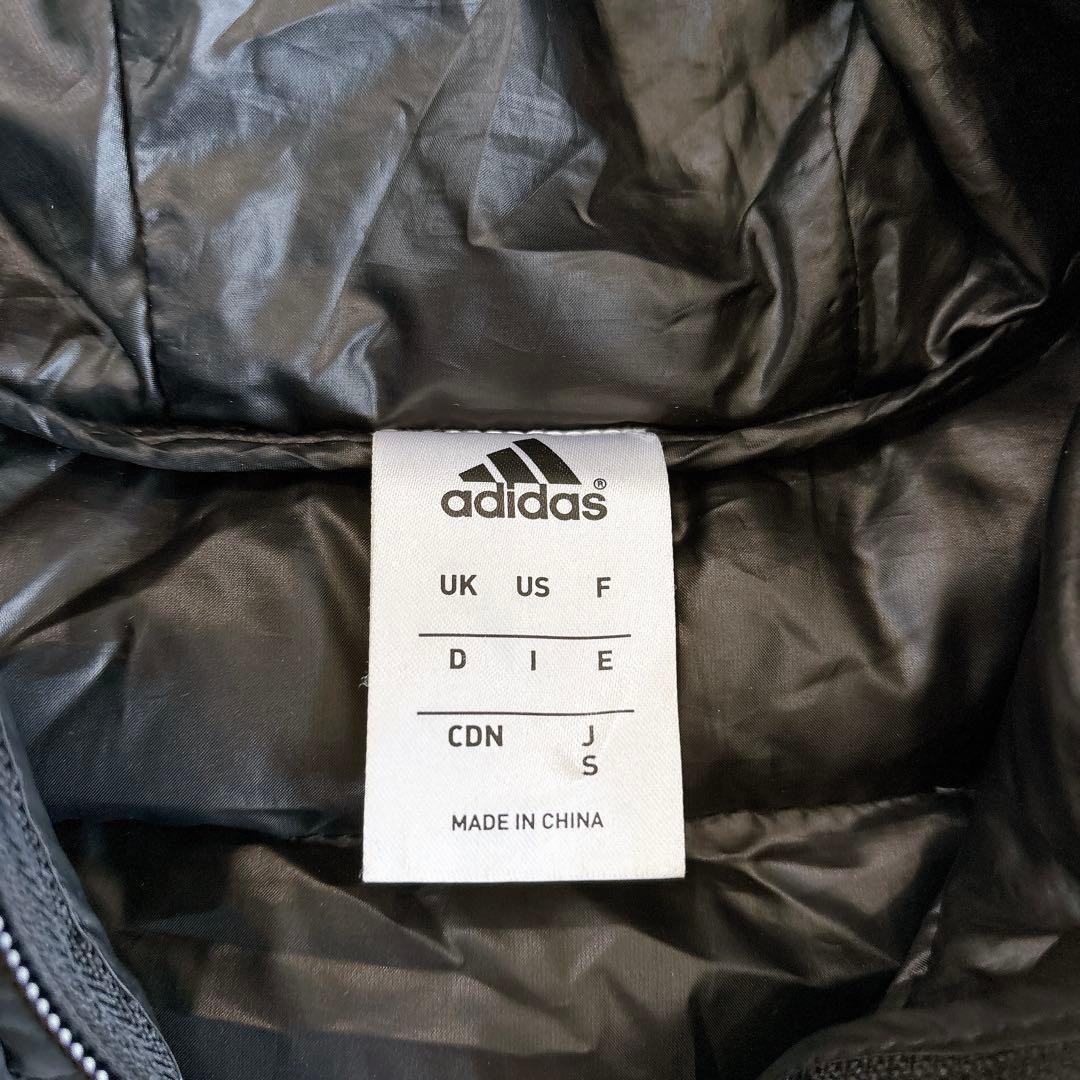 adidas®
UK US F
D I E
CDN J
S
MADE IN CHINA